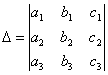 Δ = | a₁ b₁ c₁ |
| a₂ b₂ c₂ |
| a₃ b₃ c₃ |